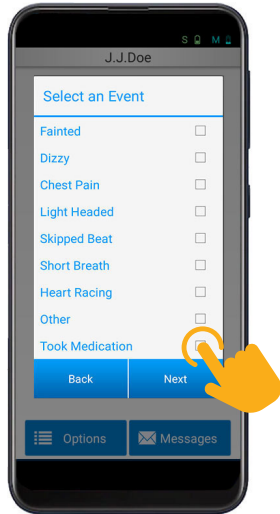 S M
J.J.Doe
Select an Event
Fainted
Dizzy
Chest Pain
Light Headed
Skipped Beat
Short Breath
Heart Racing
Other
Took Medication
Back Next
Options Messages